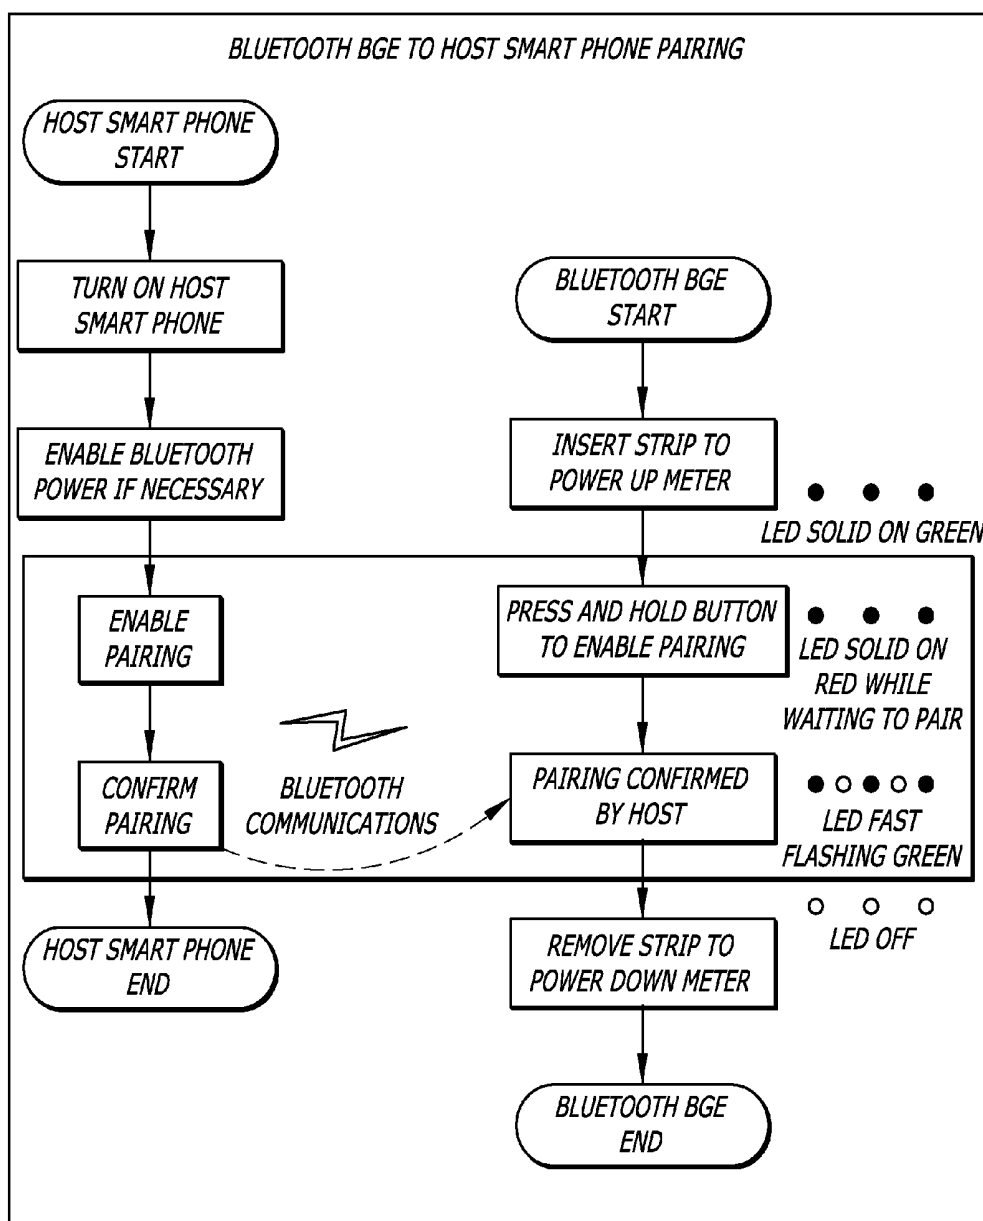 BLUETOOTH BGE TO HOST SMART PHONE PAIRING
HOST SMART PHONE
START
TURN ON HOST
SMART PHONE
ENABLE BLUETOOTH
POWER IF NECESSARY
ENABLE
PAIRING
CONFIRM
PAIRING
HOST SMART PHONE
END
BLUETOOTH
COMMUNICATIONS
BLUETOOTH BGE
START
INSERT STRIP TO
POWER UP METER
PRESS AND HOLD BUTTON
TO ENABLE PAIRING
PAIRING CONFIRMED
BY HOST
REMOVE STRIP TO
POWER DOWN METER
BLUETOOTH BGE
END
LED SOLID ON GREEN
LED SOLID ON
RED WHILE
WAITING TO PAIR
LED FAST
FLASHING GREEN
LED OFF